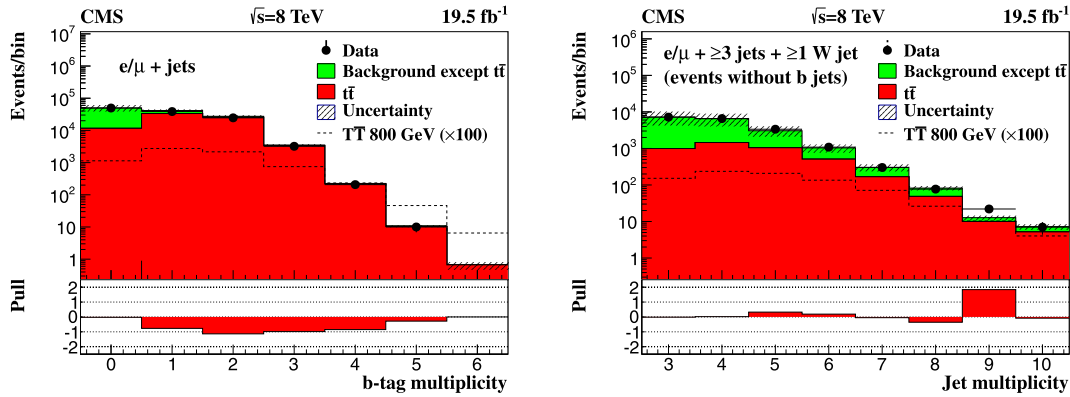 CMS √s=8 TeV 19.5 fb⁻¹
Events/bin
10⁷
10⁶
10⁵
10⁴
10³
10²
10
1
e/μ + jets
Data
Background except tt̄
tt̄
Uncertainty
TT̄ 800 GeV (×100)
Pull
2
1
0
-1
-2
0 1 2 3 4 5 6
b-tag multiplicity
CMS √s=8 TeV 19.5 fb⁻¹
Events/bin
10⁶
10⁵
10⁴
10³
10²
10
1
e/μ + ≥3 jets + ≥1 W jet
(events without b jets)
Data
Background except tt̄
tt̄
Uncertainty
TT̄ 800 GeV (×100)
Pull
2
1
0
-1
-2
3 4 5 6 7 8 9 10
Jet multiplicity